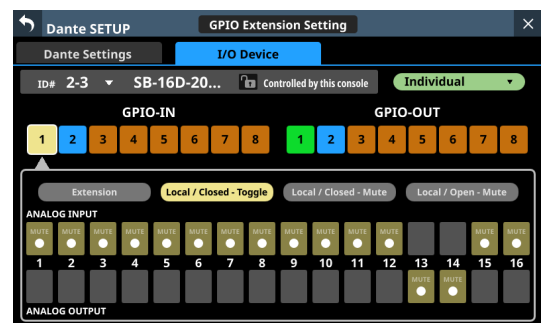 Dante SETUP
GPIO Extension Setting
Dante Settings
I/O Device
ID# 2-3 SB-16D-20... Controlled by this console Individual
GPIO-IN GPIO-OUT
1 2 3 4 5 6 7 8 1 2 3 4 5 6 7 8
Extension Local / Closed - Toggle Local / Closed - Mute Local / Open - Mute
ANALOG INPUT
MUTE MUTE MUTE MUTE MUTE MUTE MUTE MUTE MUTE MUTE MUTE MUTE MUTE MUTE
1 2 3 4 5 6 7 8 9 10 11 12 13 14 15 16
MUTE MUTE
ANALOG OUTPUT